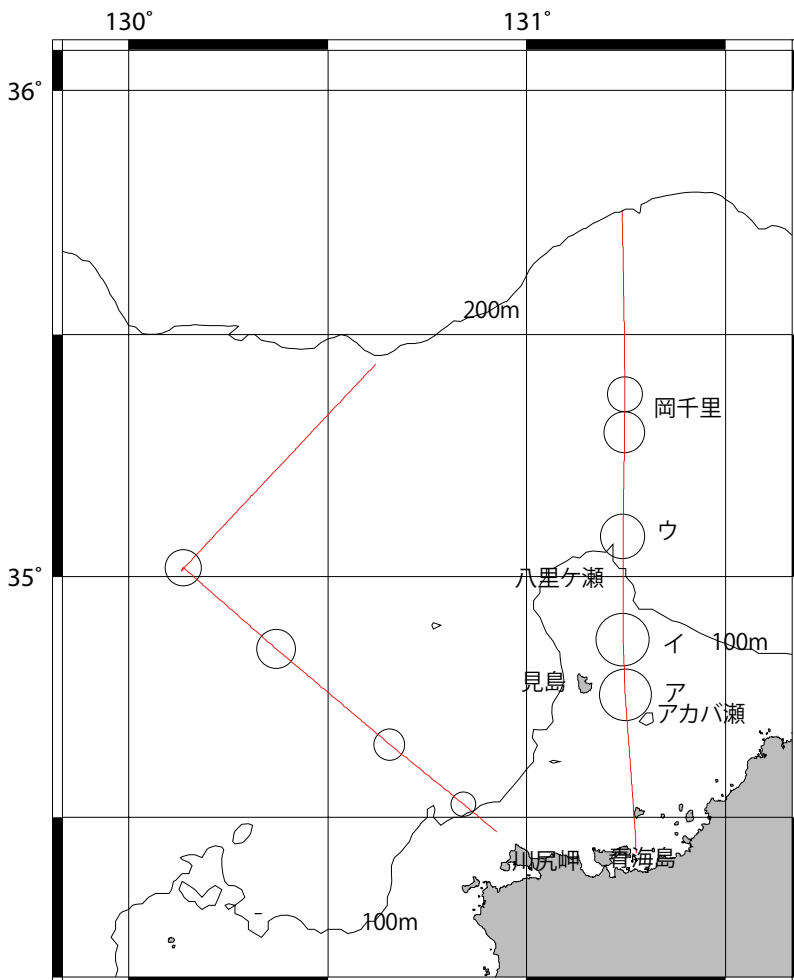 130° 131°
36°
200m
岡千里
ウ
35°
八里ケ瀬
イ
100m
見島
ア
アカバ瀬
川尻岬
青海島
100m